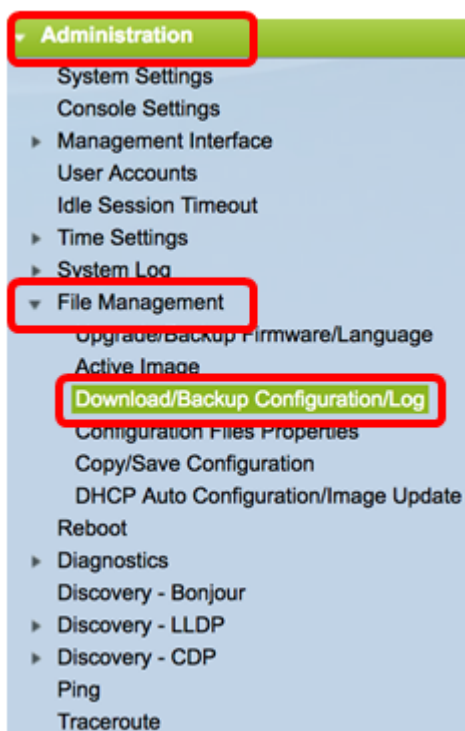 Administration
System Settings
Console Settings
Management Interface
User Accounts
Idle Session Timeout
Time Settings
System Log
File Management
Upgrade/Backup Firmware/Language
Active Image
Download/Backup Configuration/Log
Configuration Files Properties
Copy/Save Configuration
DHCP Auto Configuration/Image Update
Reboot
Diagnostics
Discovery - Bonjour
Discovery - LLDP
Discovery - CDP
Ping
Traceroute